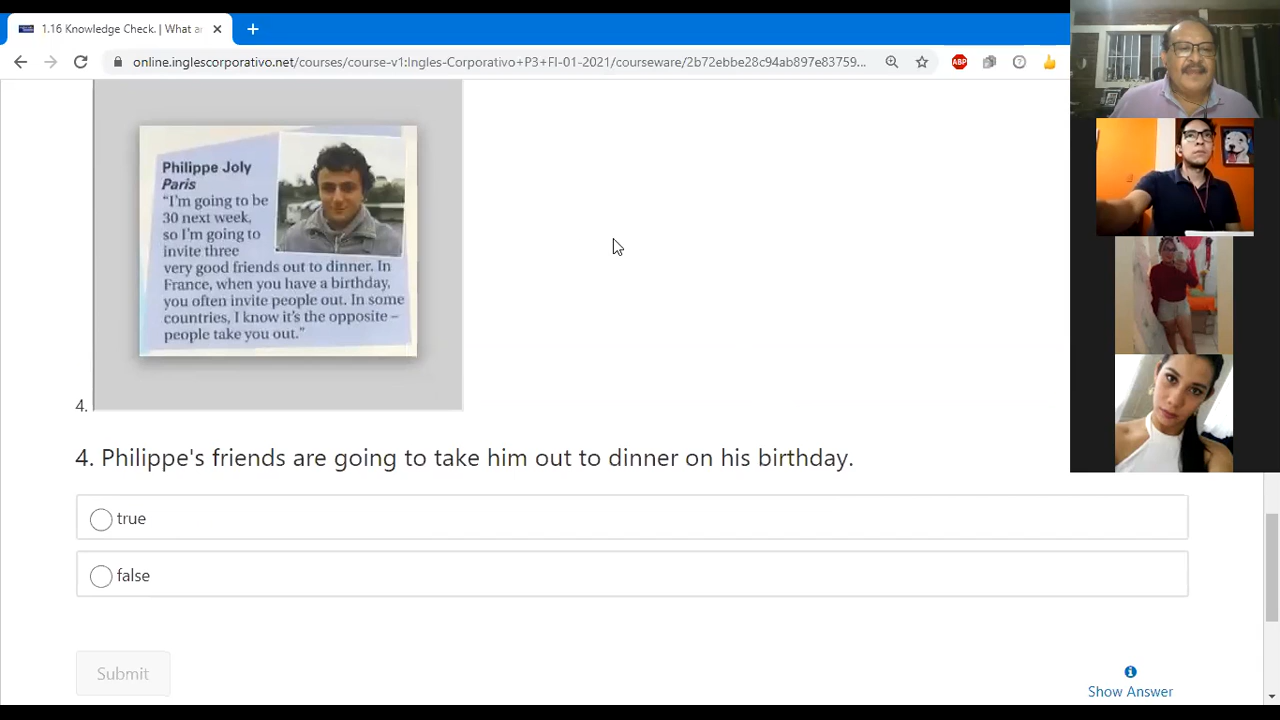 1.16 Knowledge Check. | What a
online.inglescorporativo.net/courses/course-v1:Ingles-Corporativo+P3+FI-01-2021/courseware/2b72ebbe28c94ab897e83759...
ABP
Philippe Joly
Paris
“I'm going to be
30 next week,
so I'm going to
invite three
very good friends out to dinner. In
France, when you have a birthday,
you often invite people out. In some
countries, I know it's the opposite –
people take you out.”
4.
4. Philippe's friends are going to take him out to dinner on his birthday.
true
false
Submit
Show Answer